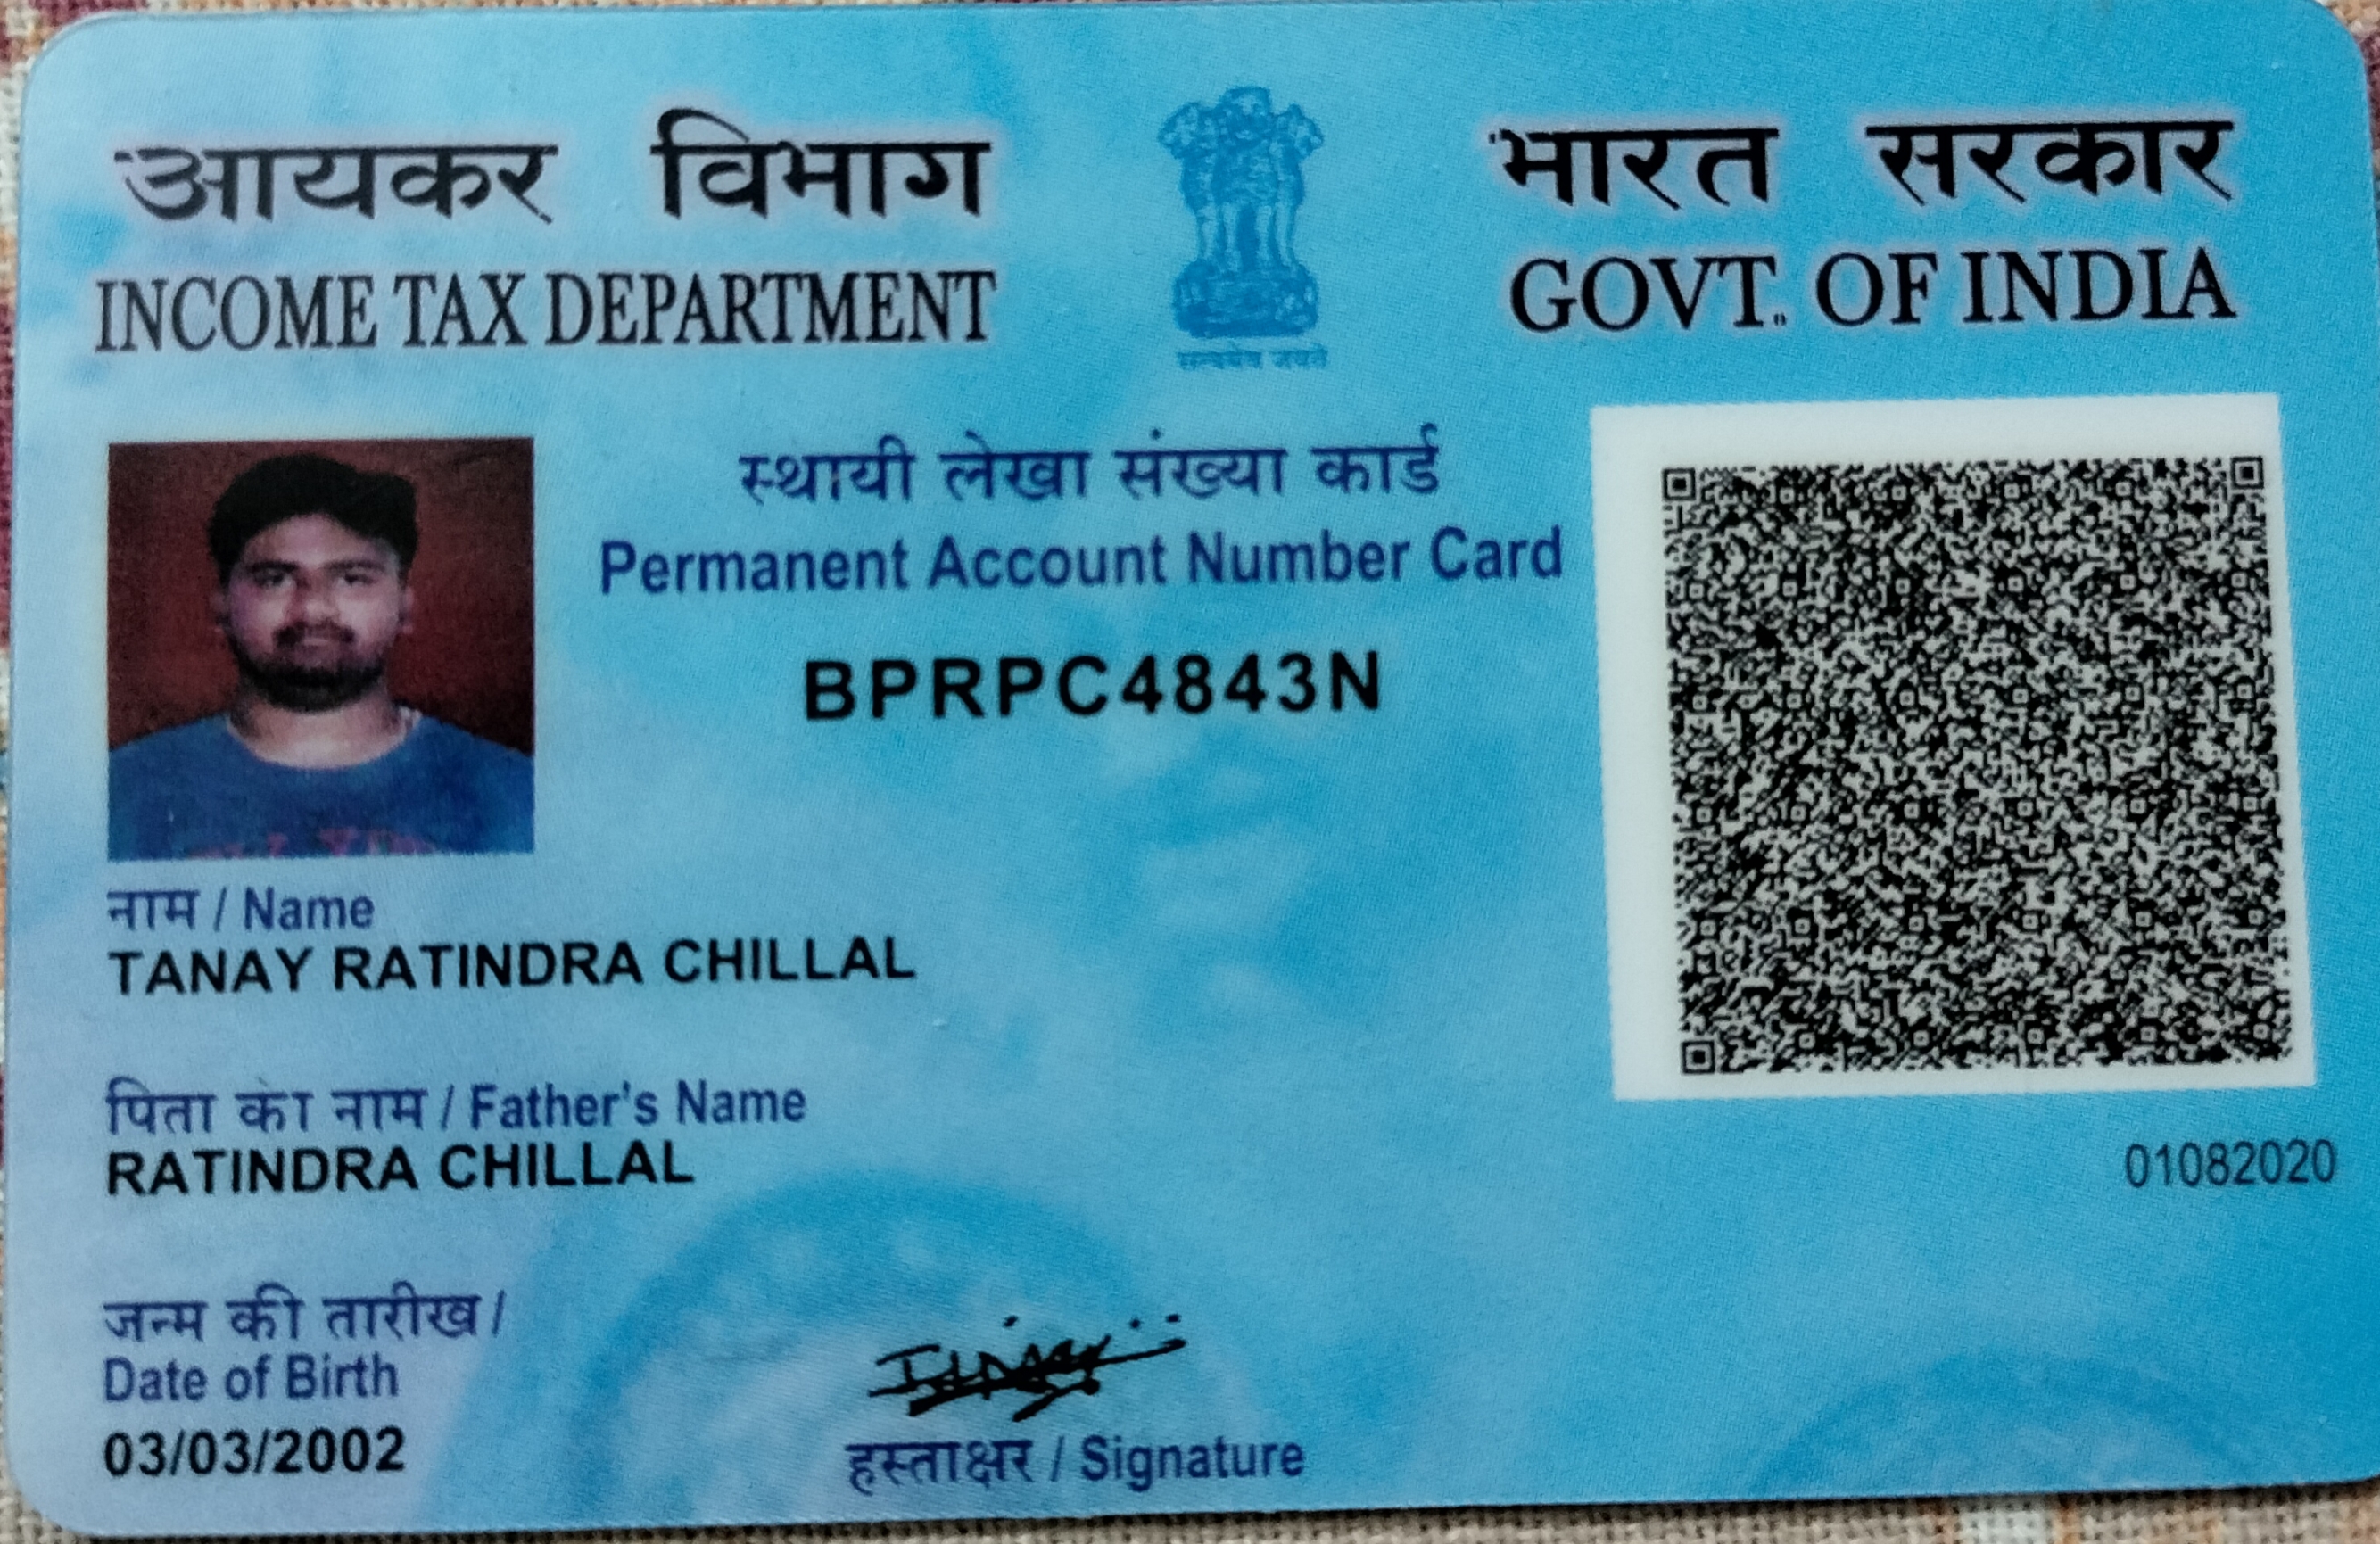 आयकर विभाग
INCOME TAX DEPARTMENT
सत्यमेव जयते
भारत सरकार
GOVT. OF INDIA
स्थायी लेखा संख्या कार्ड
Permanent Account Number Card
BPRPC4843N
नाम / Name
TANAY RATINDRA CHILLAL
पिता का नाम / Father's Name
RATINDRA CHILLAL
01082020
जन्म की तारीख /
Date of Birth
03/03/2002
हस्ताक्षर / Signature